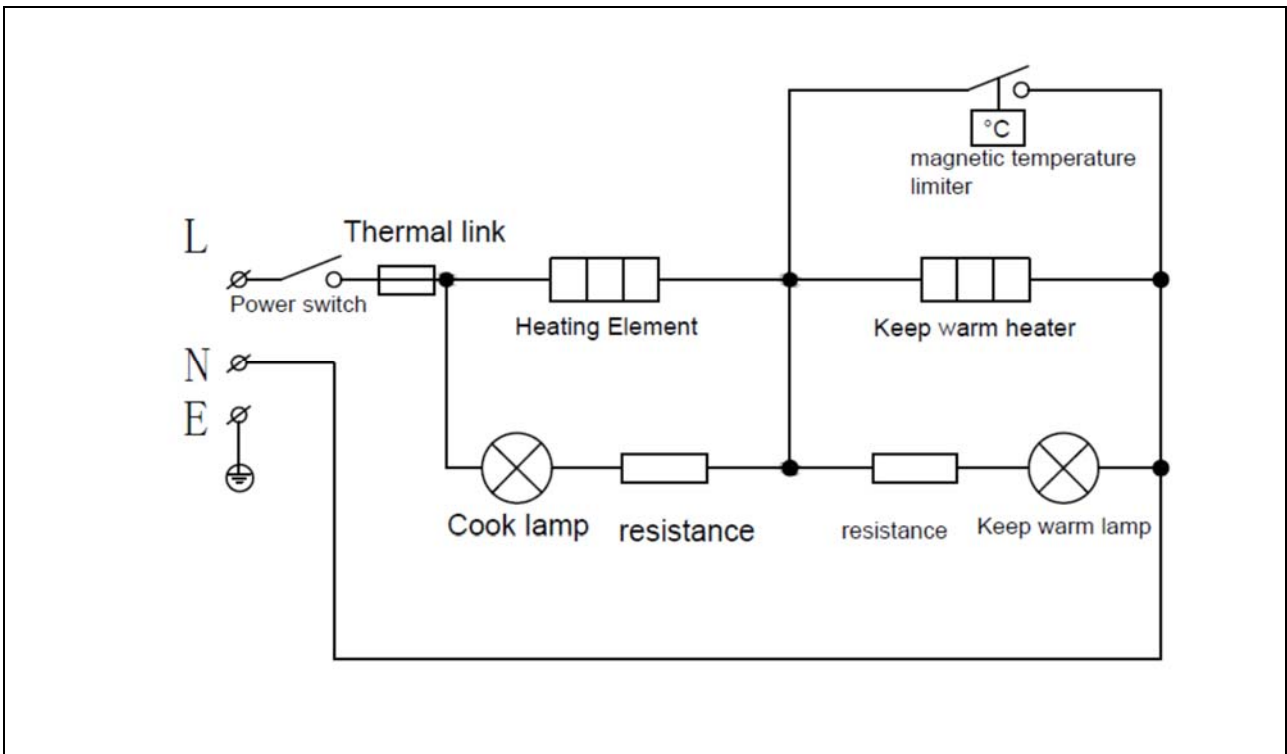 °C
magnetic temperature
limiter
L
Thermal link
Power switch
Heating Element
Keep warm heater
N
E
Cook lamp
resistance
resistance
Keep warm lamp